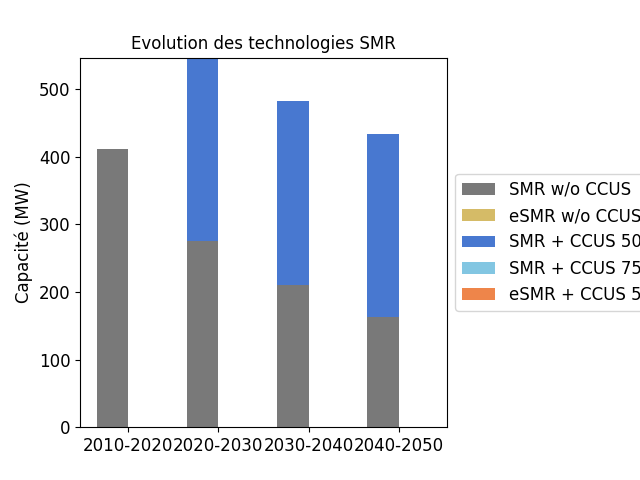 Evolution des technologies SMR
Capacité (MW)
500
400
300
200
100
0
2010-2020
2020-2030
2030-2040
2040-2050
SMR w/o CCUS
eSMR w/o CCUS
SMR + CCUS 50
SMR + CCUS 75
eSMR + CCUS 5